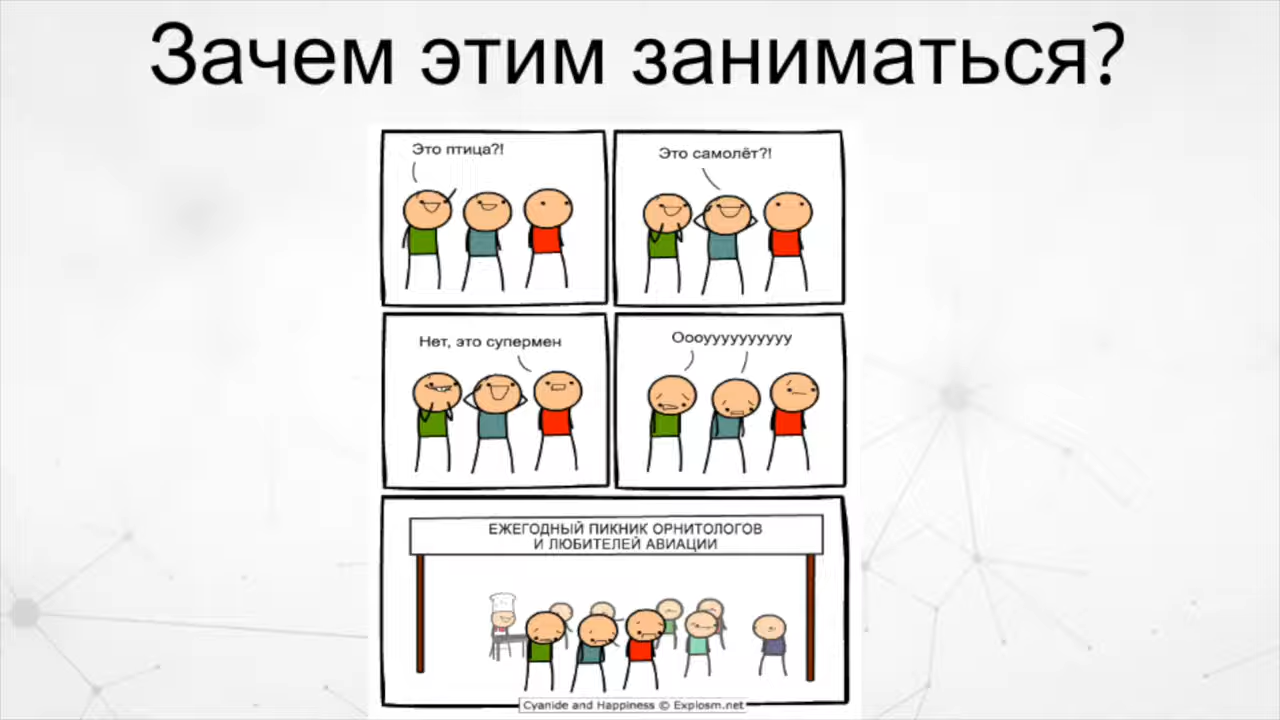 Зачем этим заниматься?
Это птица?!
Это самолёт?!
Нет, это супермен
Оооуууууууууу
ЕЖЕГОДНЫЙ ПИКНИК ОРНИТОЛОГОВ
И ЛЮБИТЕЛЕЙ АВИАЦИИ
Cyanide and Happiness © Explosm.net